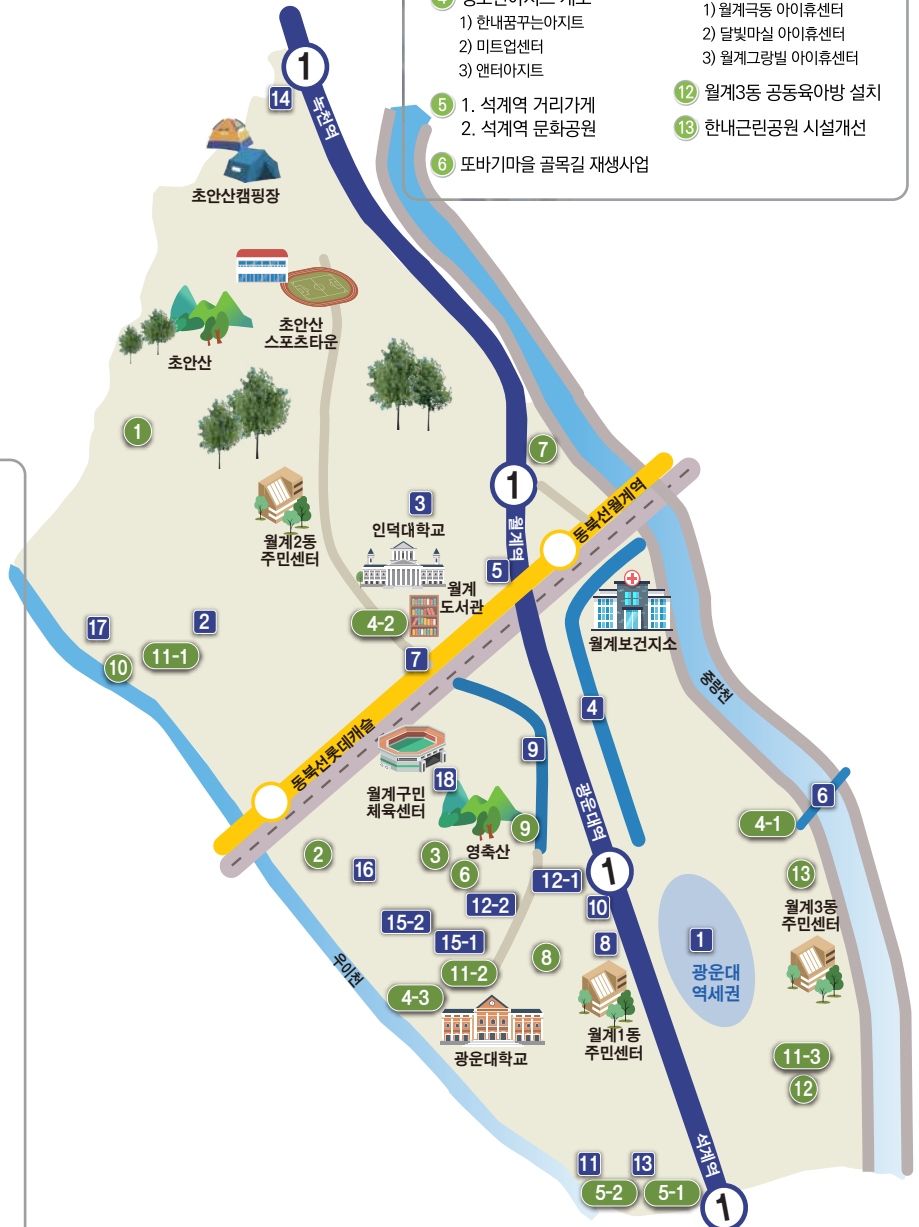 1) 한내꿈꾸는아지트
2) 미트업센터
3) 앤터아지트
5 1. 석계역 거리가게
2. 석계역 문화공원
6 또바기마을 골목길 재생사업
1) 월계극동 아이휴센터
2) 달빛마실 아이휴센터
3) 월계그랑빌 아이휴센터
12 월계3동 공동육아방 설치
13 한내근린공원 시설개선
1
녹천역
14
초안산캠핑장
초안산
스포츠타운
초안산
1
7
1
월계역
동북선월계역
월계2동
주민센터
3
인덕대학교
5
월계
도서관
4-2
7
월계보건지소
17
2
10
11-1
중랑천
4
동북선롯데캐슬
9
월계구민
체육센터
18
광운대역
6
4-1
9
영축산
2
3
16
6
12-1
1
13
12-2
10
월계3동
주민센터
15-2
15-1
8
8
1
광운대
역세권
우이천
11-2
4-3
광운대학교
월계1동
주민센터
11-3
12
석계역
11
13
5-2
5-1
1